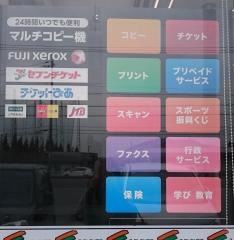 24時間いつでも便利
マルチコピー機
FUJI xerox
セブンチケット
チケットぴあ
JTB
コピー
チケット
プリント
プリペイド
サービス
スキャン
スポーツ
振興くじ
ファクス
行政
サービス
保険
学び 教育